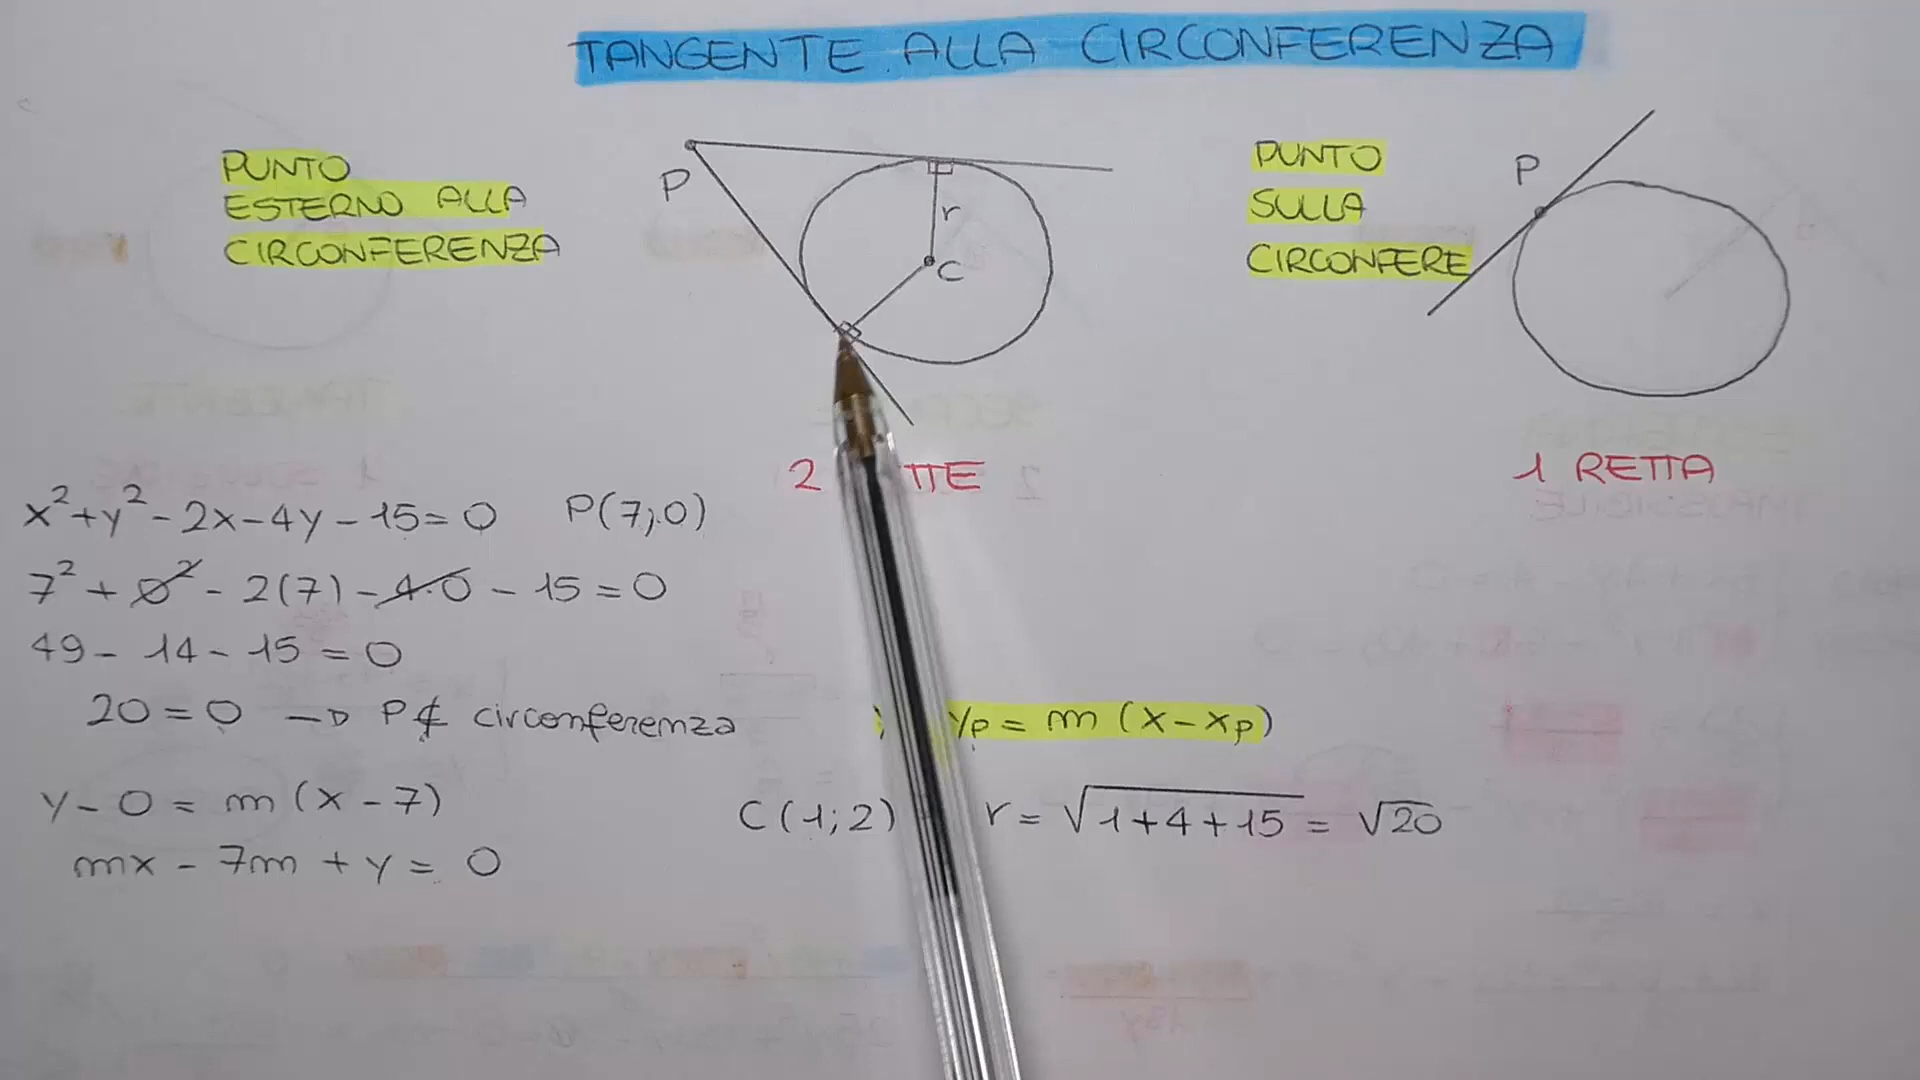 TANGENTE ALLA CIRCONFERENZA
PUNTO
ESTERNO ALLA
CIRCONFERENZA
P
r
C
2 TTE
PUNTO
SULLA
CIRCONFERE
P
1 RETTA
x²+y²-2x-4y-15=0 P(7;0)
7²+0²-2(7)-4·0-15=0
49-14-15=0
20=0 → P∉ circonferenza
yp = m (x-xp)
y-0 = m (x-7)
mx-7m+y=0
C(1;2) r = √1+4+15 = √20